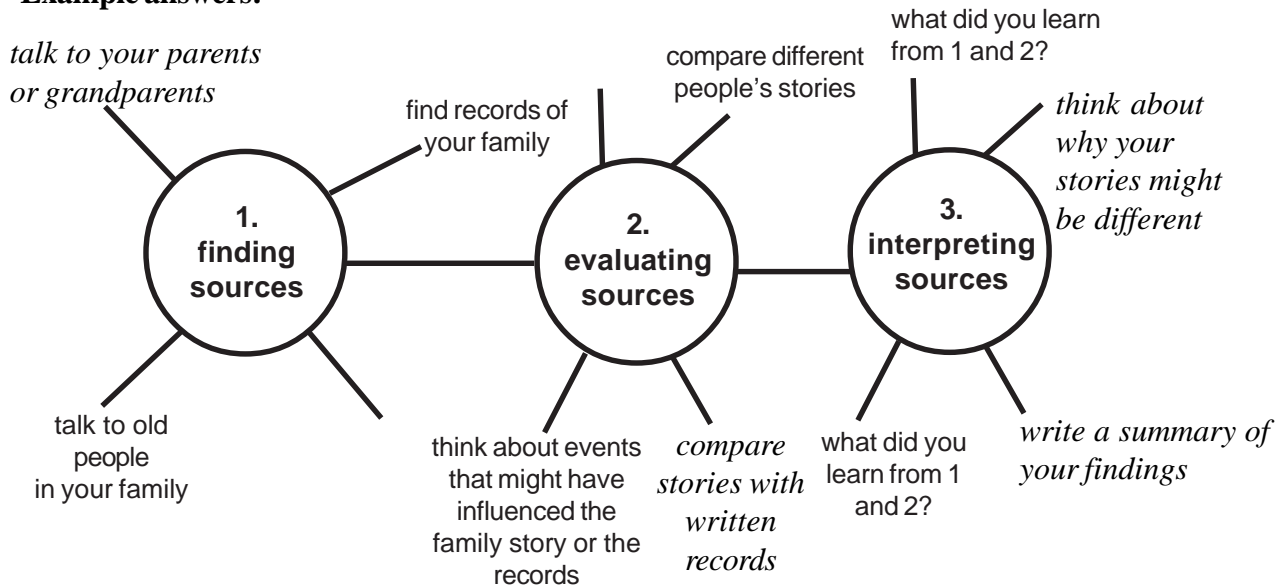 Example answers:
talk to your parents
or grandparents
find records of
your family
1.
finding
sources
talk to old
people
in your family
compare different
people's stories
2.
evaluating
sources
think about events
that might have
influenced the
family story or the
records
compare
stories with
written
records
what did you learn
from 1 and 2?
think about
why your
stories might
be different
3.
interpreting
sources
what did you
learn from 1
and 2?
write a summary of
your findings